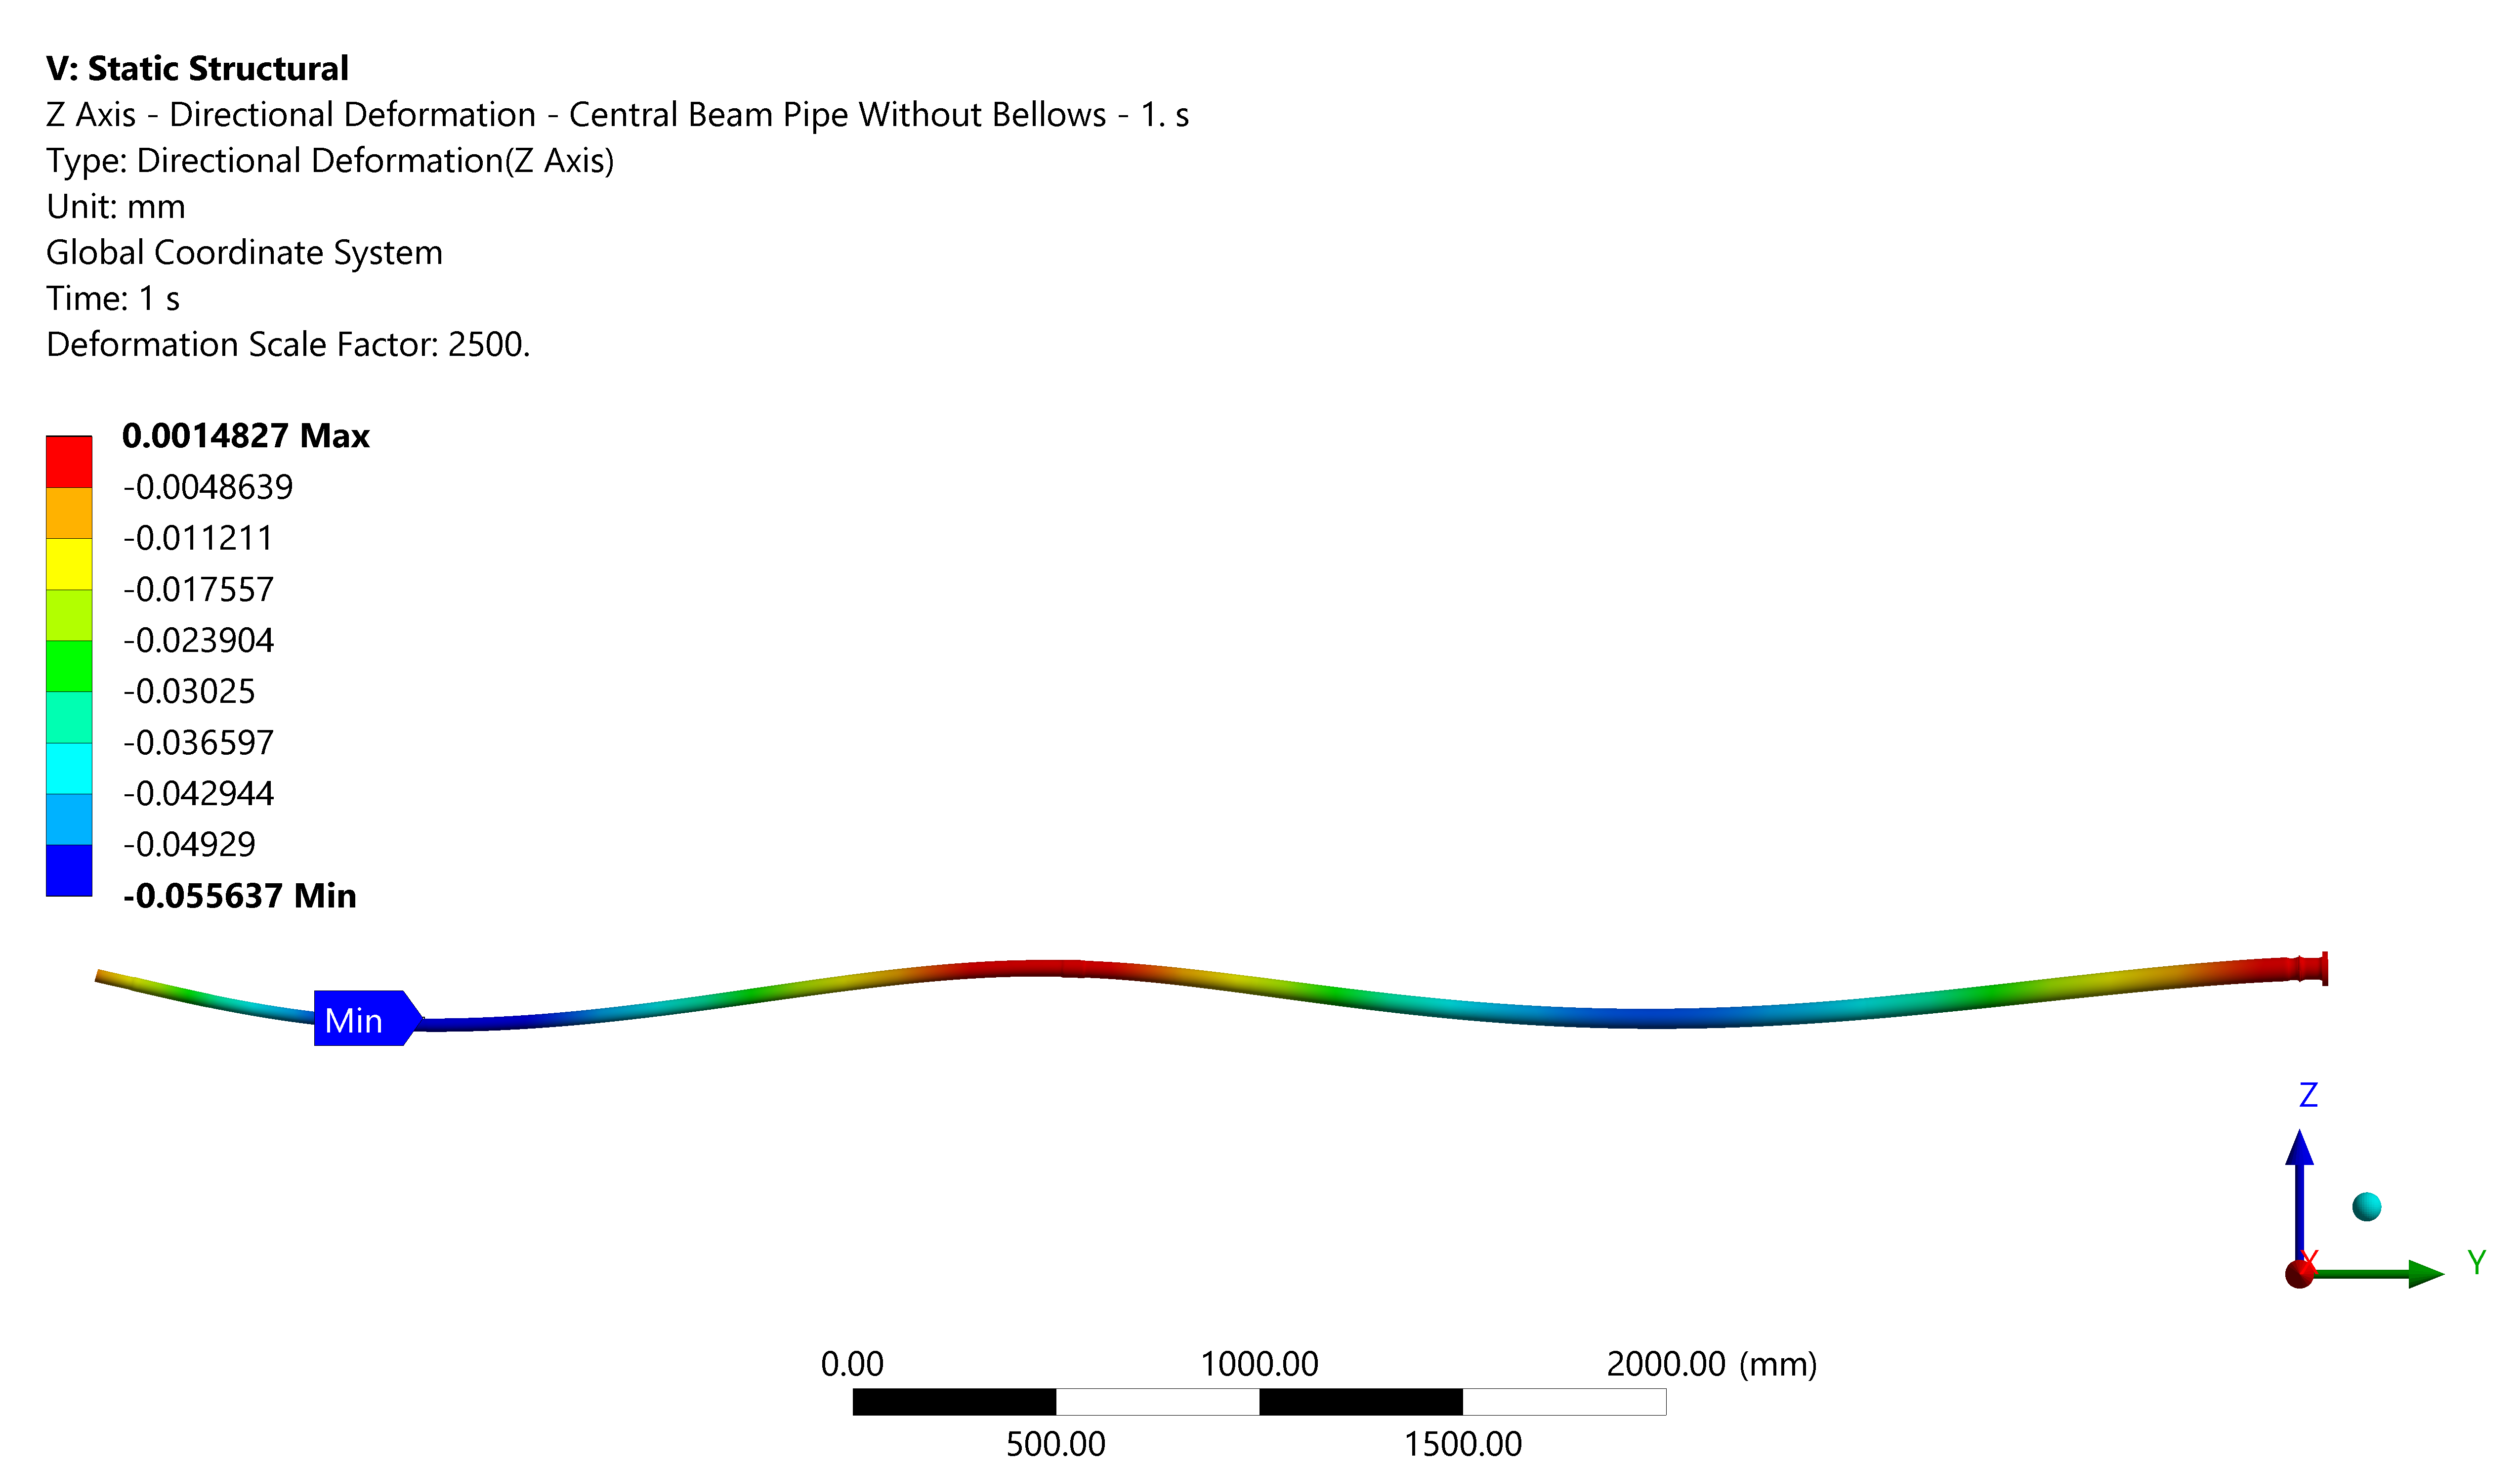 V: Static Structural
Z Axis - Directional Deformation - Central Beam Pipe Without Bellows - 1. s
Type: Directional Deformation(Z Axis)
Unit: mm
Global Coordinate System
Time: 1 s
Deformation Scale Factor: 2500.
0.0014827 Max
-0.0048639
-0.011211
-0.017557
-0.023904
-0.03025
-0.036597
-0.042944
-0.04929
-0.055637 Min
Min
Z
Y
0.00 1000.00 2000.00 (mm)
500.00 1500.00